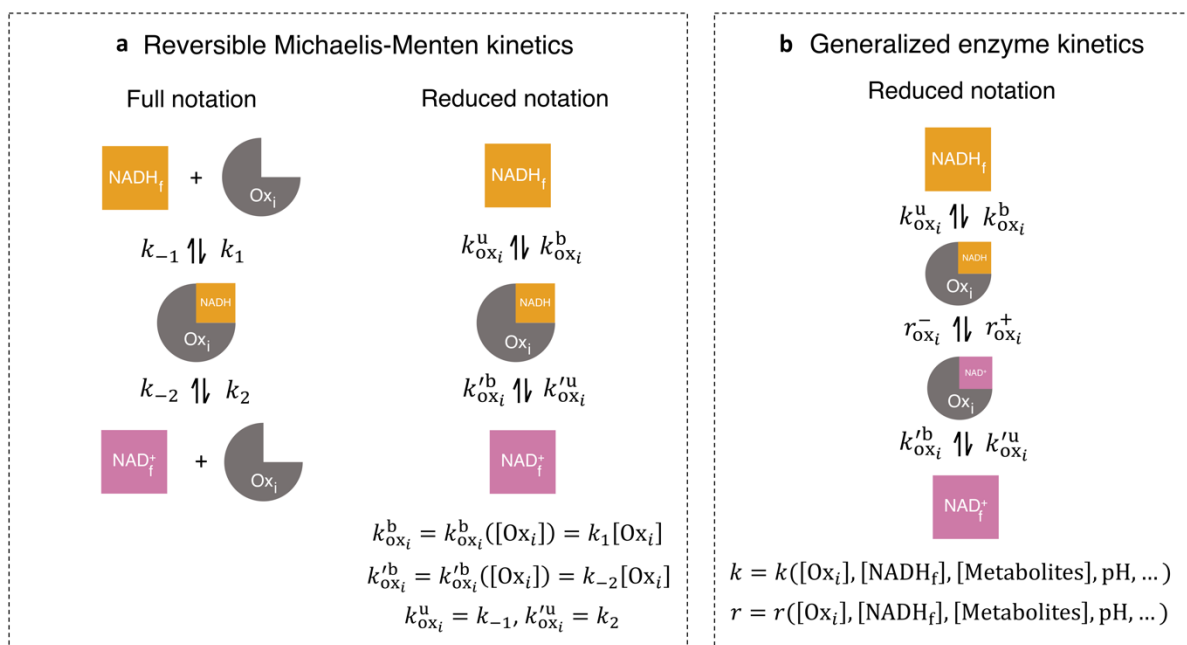 a Reversible Michaelis-Menten kinetics
Full notation
Reduced notation
NADH_f + Ox_i
NADH_f
k_{-1} ⇌ k_1
k^u_{ox_i} ⇌ k^b_{ox_i}
NADH
Ox_i
NADH
Ox_i
k_{-2} ⇌ k_2
k'^b_{ox_i} ⇌ k'^u_{ox_i}
NAD^+_f + Ox_i
NAD^+_f
k^b_{ox_i} = k^b_{ox_i}([Ox_i]) = k_1[Ox_i]
k'^b_{ox_i} = k'^b_{ox_i}([Ox_i]) = k_{-2}[Ox_i]
k^u_{ox_i} = k_{-1}, k'^u_{ox_i} = k_2
b Generalized enzyme kinetics
Reduced notation
NADH_f
k^u_{ox_i} ⇌ k^b_{ox_i}
NADH
Ox_i
r^-_{ox_i} ⇌ r^+_{ox_i}
NAD^+
Ox_i
k'^b_{ox_i} ⇌ k'^u_{ox_i}
NAD^+_f
k = k([Ox_i], [NADH_f], [Metabolites], pH, …)
r = r([Ox_i], [NADH_f], [Metabolites], pH, …)